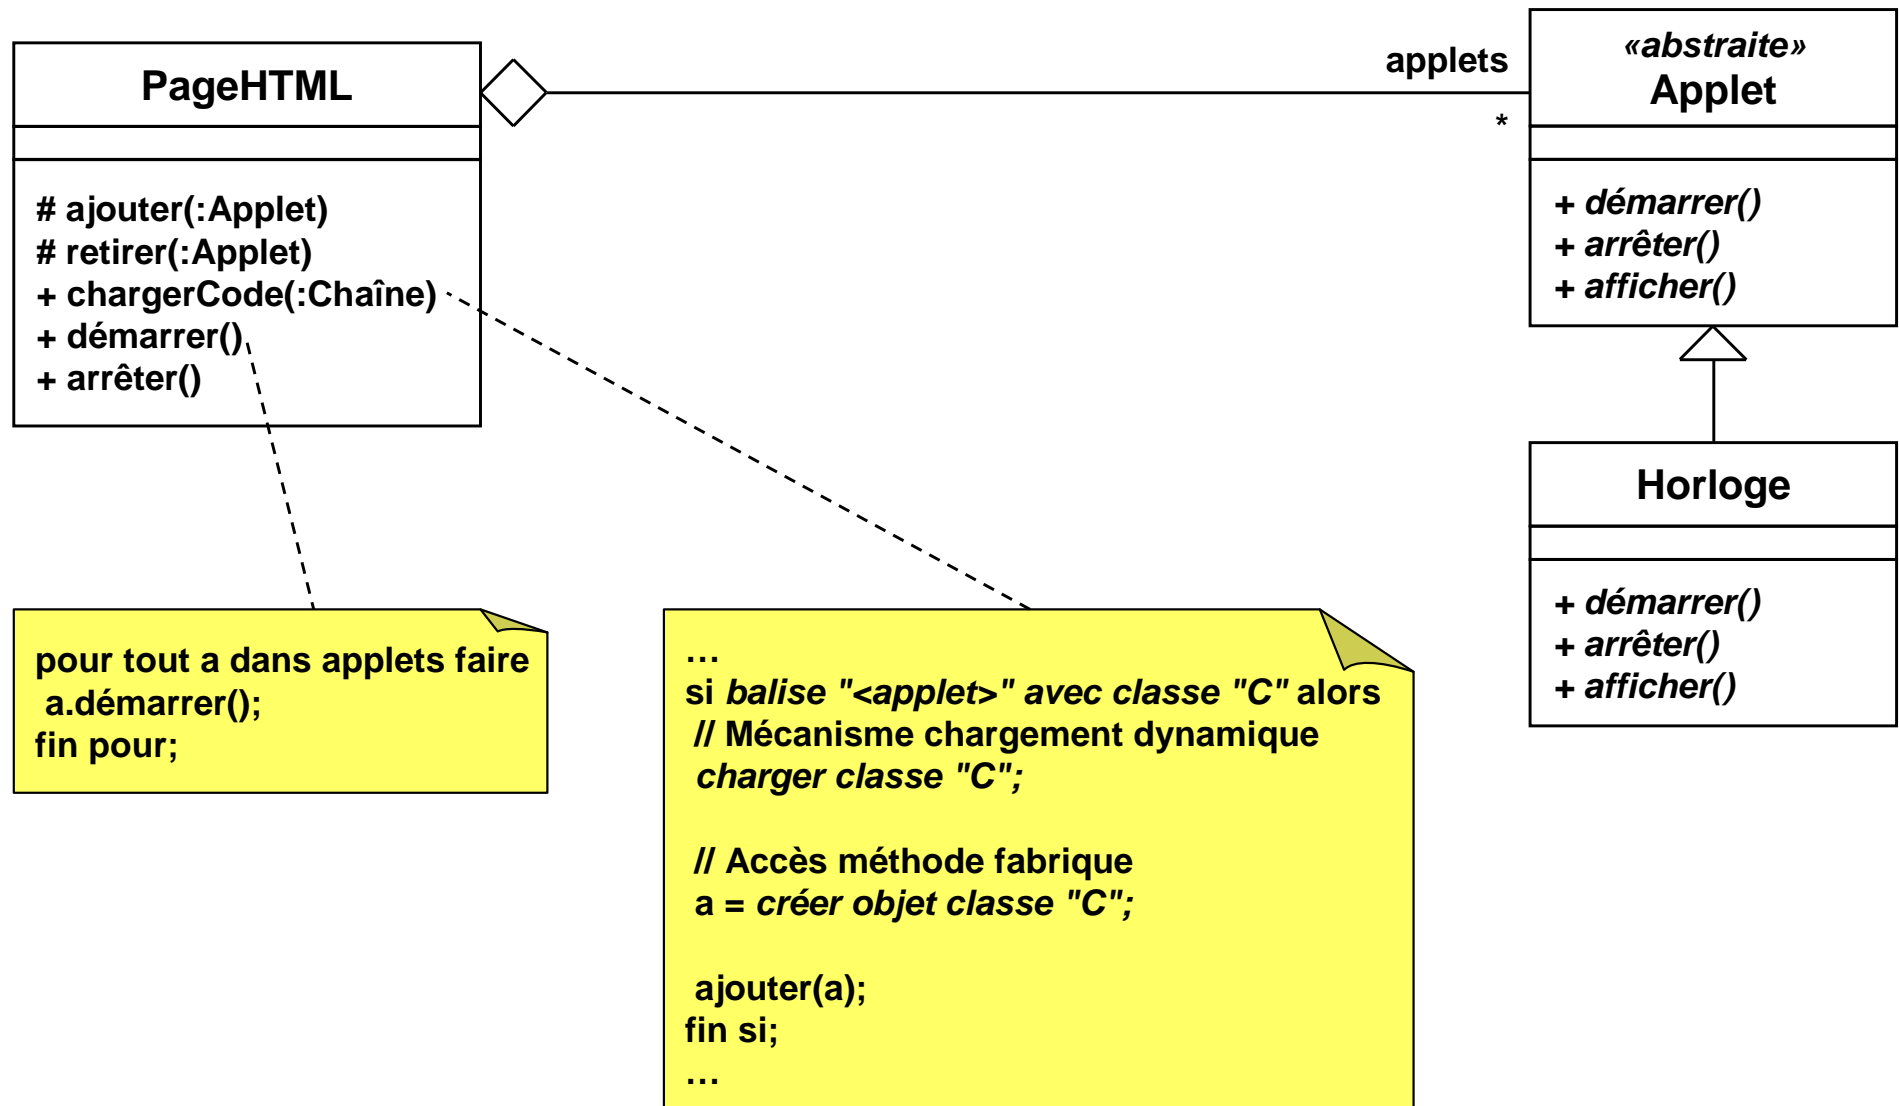 PageHTML
# ajouter(:Applet)
# retirer(:Applet)
+ chargerCode(:Chaîne)
+ démarrer()
+ arrêter()
applets
*
«abstraite»
Applet
+ démarrer()
+ arrêter()
+ afficher()
Horloge
+ démarrer()
+ arrêter()
+ afficher()
pour tout a dans applets faire
a.démarrer();
fin pour;
…
si balise "<applet>" avec classe "C" alors
// Mécanisme chargement dynamique
charger classe "C";
// Accès méthode fabrique
a = créer objet classe "C";
ajouter(a);
fin si;
…